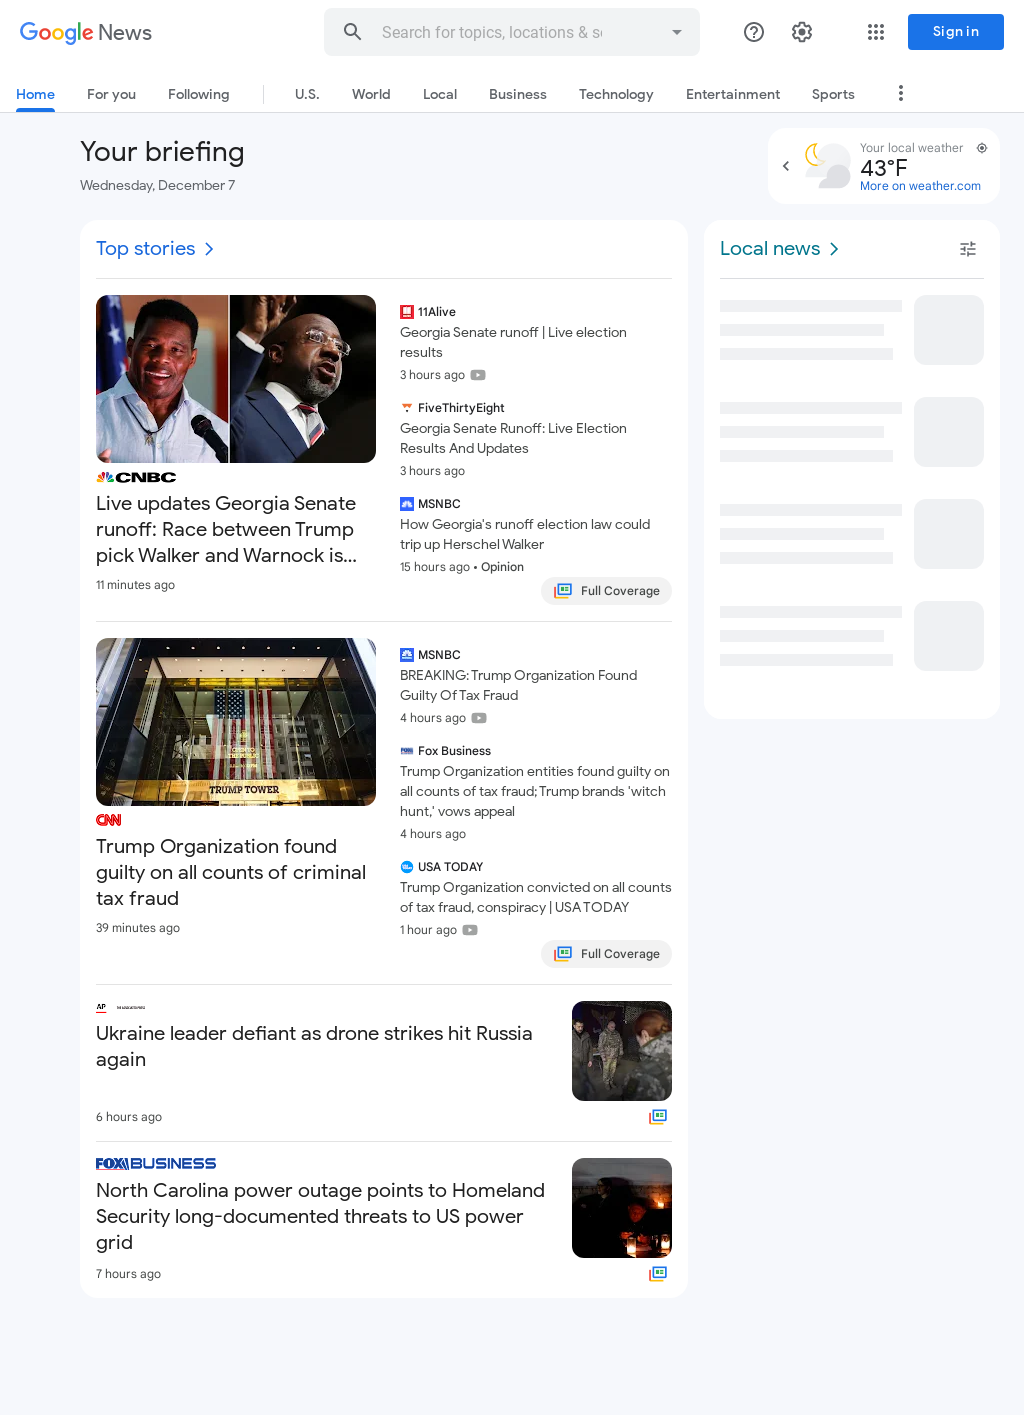 Google News
Search for topics, locations & so
Sign in
Home
For you
Following
U.S.
World
Local
Business
Technology
Entertainment
Sports
Your briefing
Wednesday, December 7
Your local weather
43°F
More on weather.com
Top stories
Local news
CNBC
Live updates Georgia Senate
runoff: Race between Trump
pick Walker and Warnock is...
11 minutes ago
11Alive
Georgia Senate runoff | Live election
results
3 hours ago
FiveThirtyEight
Georgia Senate Runoff: Live Election
Results And Updates
3 hours ago
MSNBC
How Georgia's runoff election law could
trip up Herschel Walker
15 hours ago • Opinion
Full Coverage
TRUMP TOWER
CNN
Trump Organization found
guilty on all counts of criminal
tax fraud
39 minutes ago
MSNBC
BREAKING: Trump Organization Found
Guilty Of Tax Fraud
4 hours ago
Fox Business
Trump Organization entities found guilty on
all counts of tax fraud; Trump brands 'witch
hunt,' vows appeal
4 hours ago
USA TODAY
Trump Organization convicted on all counts
of tax fraud, conspiracy | USA TODAY
1 hour ago
Full Coverage
AP THE ASSOCIATED PRESS
Ukraine leader defiant as drone strikes hit Russia
again
6 hours ago
FOX BUSINESS
North Carolina power outage points to Homeland
Security long-documented threats to US power
grid
7 hours ago